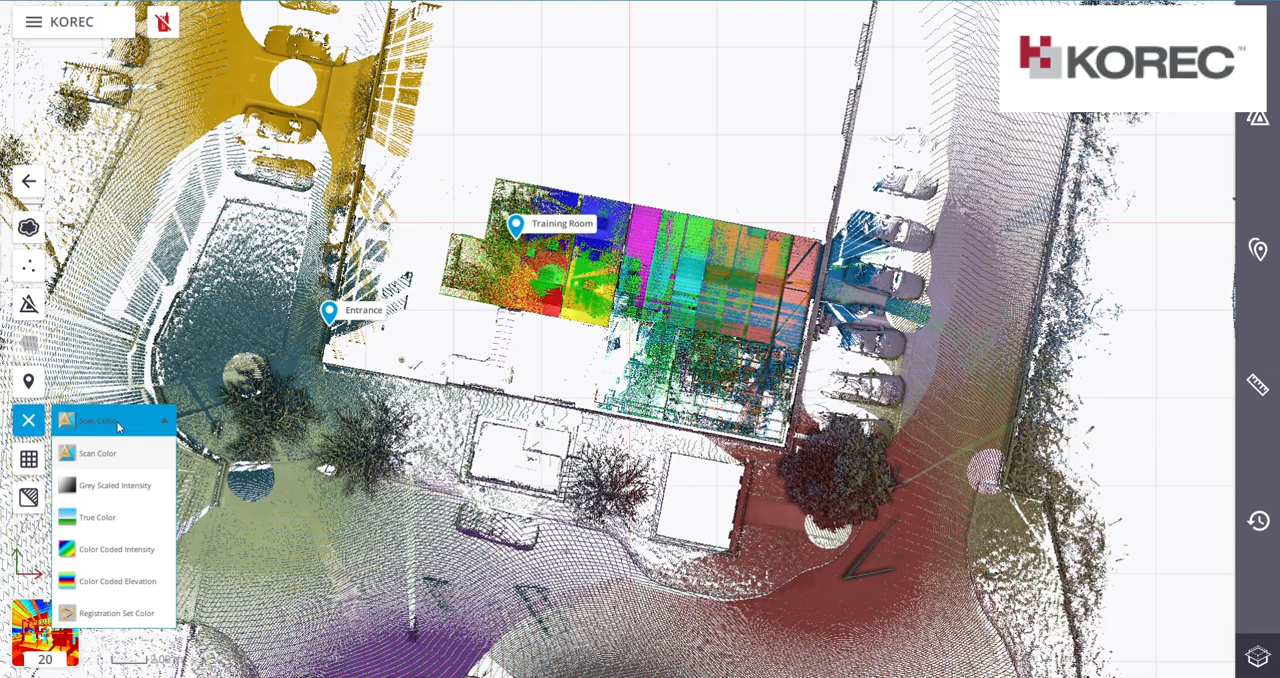 KOREC
KOREC™
Training Room
Entrance
Scan Color
Scan Color
Grey Scaled Intensity
True Color
Color Coded Intensity
Color Coded Elevation
Registration Set Color
20